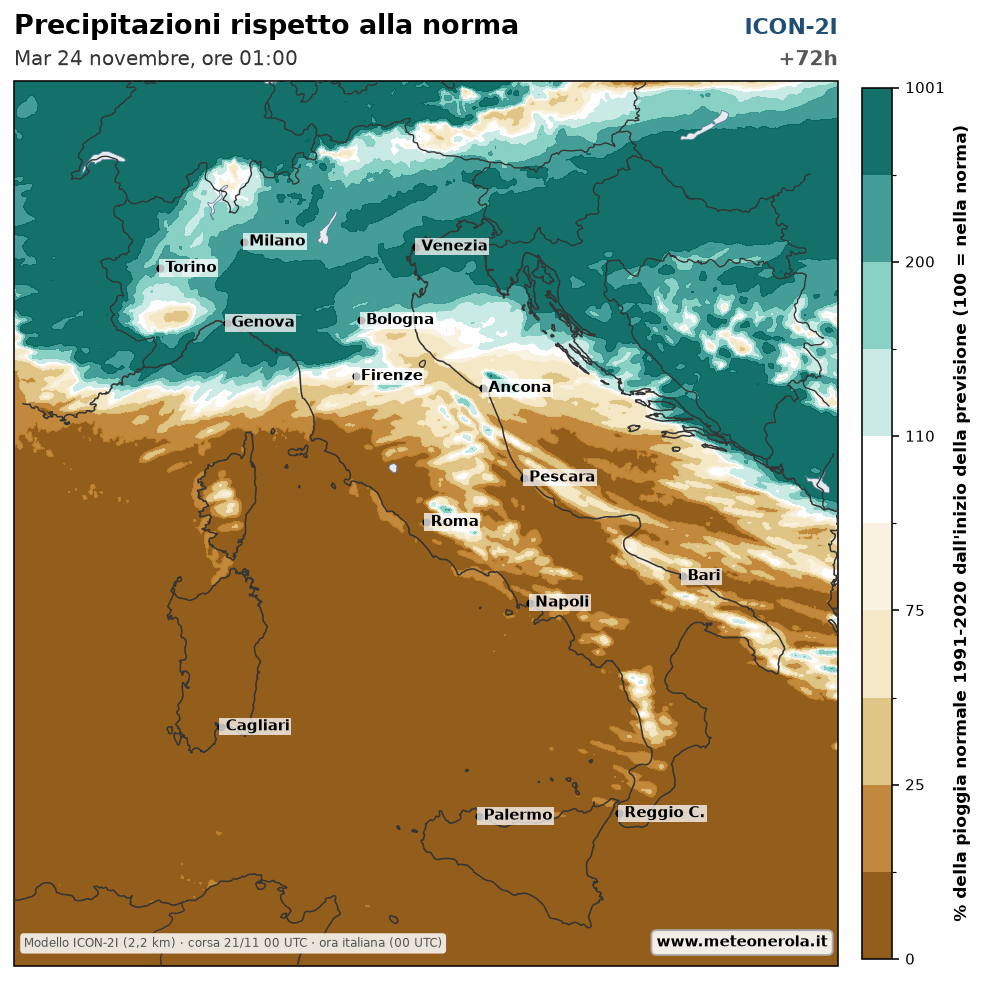 Precipitazioni rispetto alla norma
ICON-2I
Mar 24 novembre, ore 01:00
+72h
1001
200
110
75
25
0
% della pioggia normale 1991-2020 dall'inizio della previsione (100 = nella norma)
Milano
Venezia
Torino
Genova
Bologna
Firenze
Ancona
Pescara
Roma
Bari
Napoli
Cagliari
Palermo
Reggio C.
Modello ICON-2I (2,2 km) · corsa 21/11 00 UTC · ora italiana (00 UTC)
www.meteonerola.it